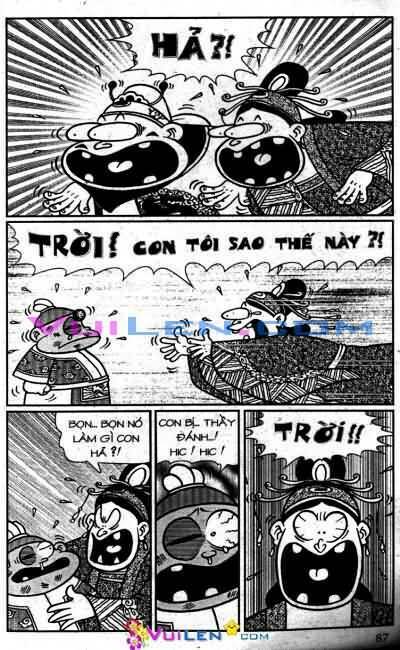 HẢ?!
TRỜI! CON TÔI SAO THẾ NÀY?!
VUILEN.COM
BỌN... BỌN NÓ
LÀM GÌ CON
HẢ?!
CON BỊ... THẦY
ĐÁNH...!
HIC! HIC!
TRỜI!!
87
VUILEN.COM